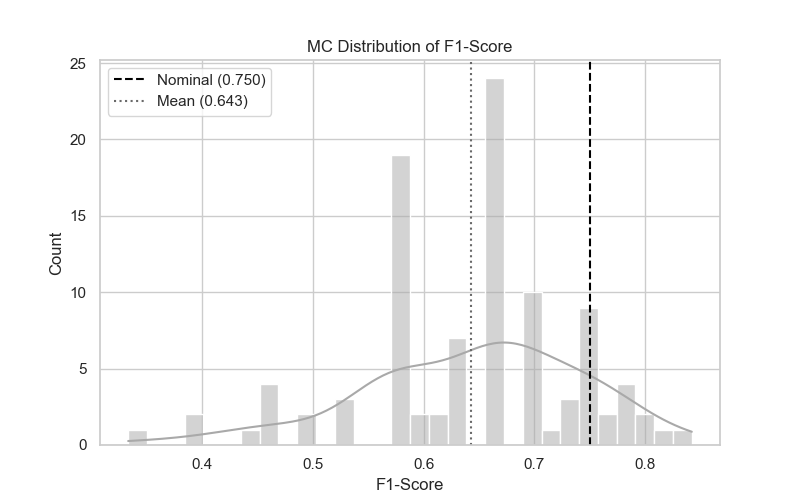 MC Distribution of F1-Score
Nominal (0.750)
Mean (0.643)
Count
25
20
15
10
5
0
0.4 0.5 0.6 0.7 0.8
F1-Score